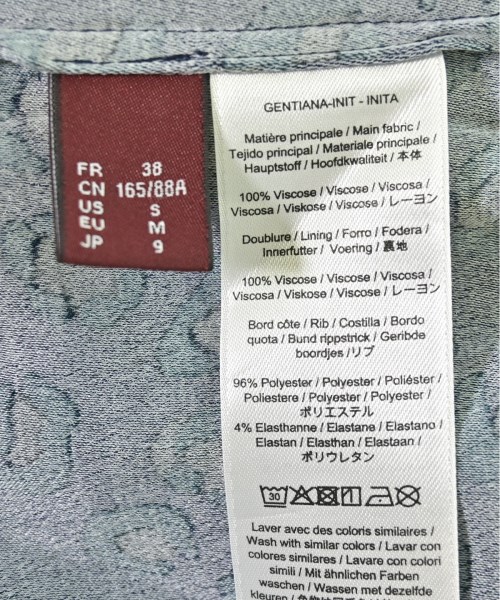 FR 38
CN 165/88A
US S
EU M
JP 9
GENTIANA-INIT - INITA
Matière principale / Main fabric /
Tejido principal / Materiale principale /
Hauptstoff / Hoofdkwaliteit / 本体
100% Viscose / Viscose / Viscosa /
Viscosa / Viskose / Viscose / レーヨン
Doublure / Lining / Forro / Fodera /
Innerfutter / Voering / 裏地
100% Viscose / Viscose / Viscosa /
Viscosa / Viskose / Viscose / レーヨン
Bord côte / Rib / Costilla / Bordo
quota / Bund rippstrick / Geribde
boordjes / リブ
96% Polyester / Polyester / Poliéster /
Poliestere / Polyester / Polyester /
ポリエステル
4% Elasthanne / Elastane / Elastano /
Elastan / Elasthan / Elastaan /
ポリウレタン
30
Laver avec des coloris similaires /
Wash with similar colors / Lavar con
colores similares / Lavare con colori
simili / Mit ähnlichen Farben
waschen / Wassen met dezelfde
kleuren /